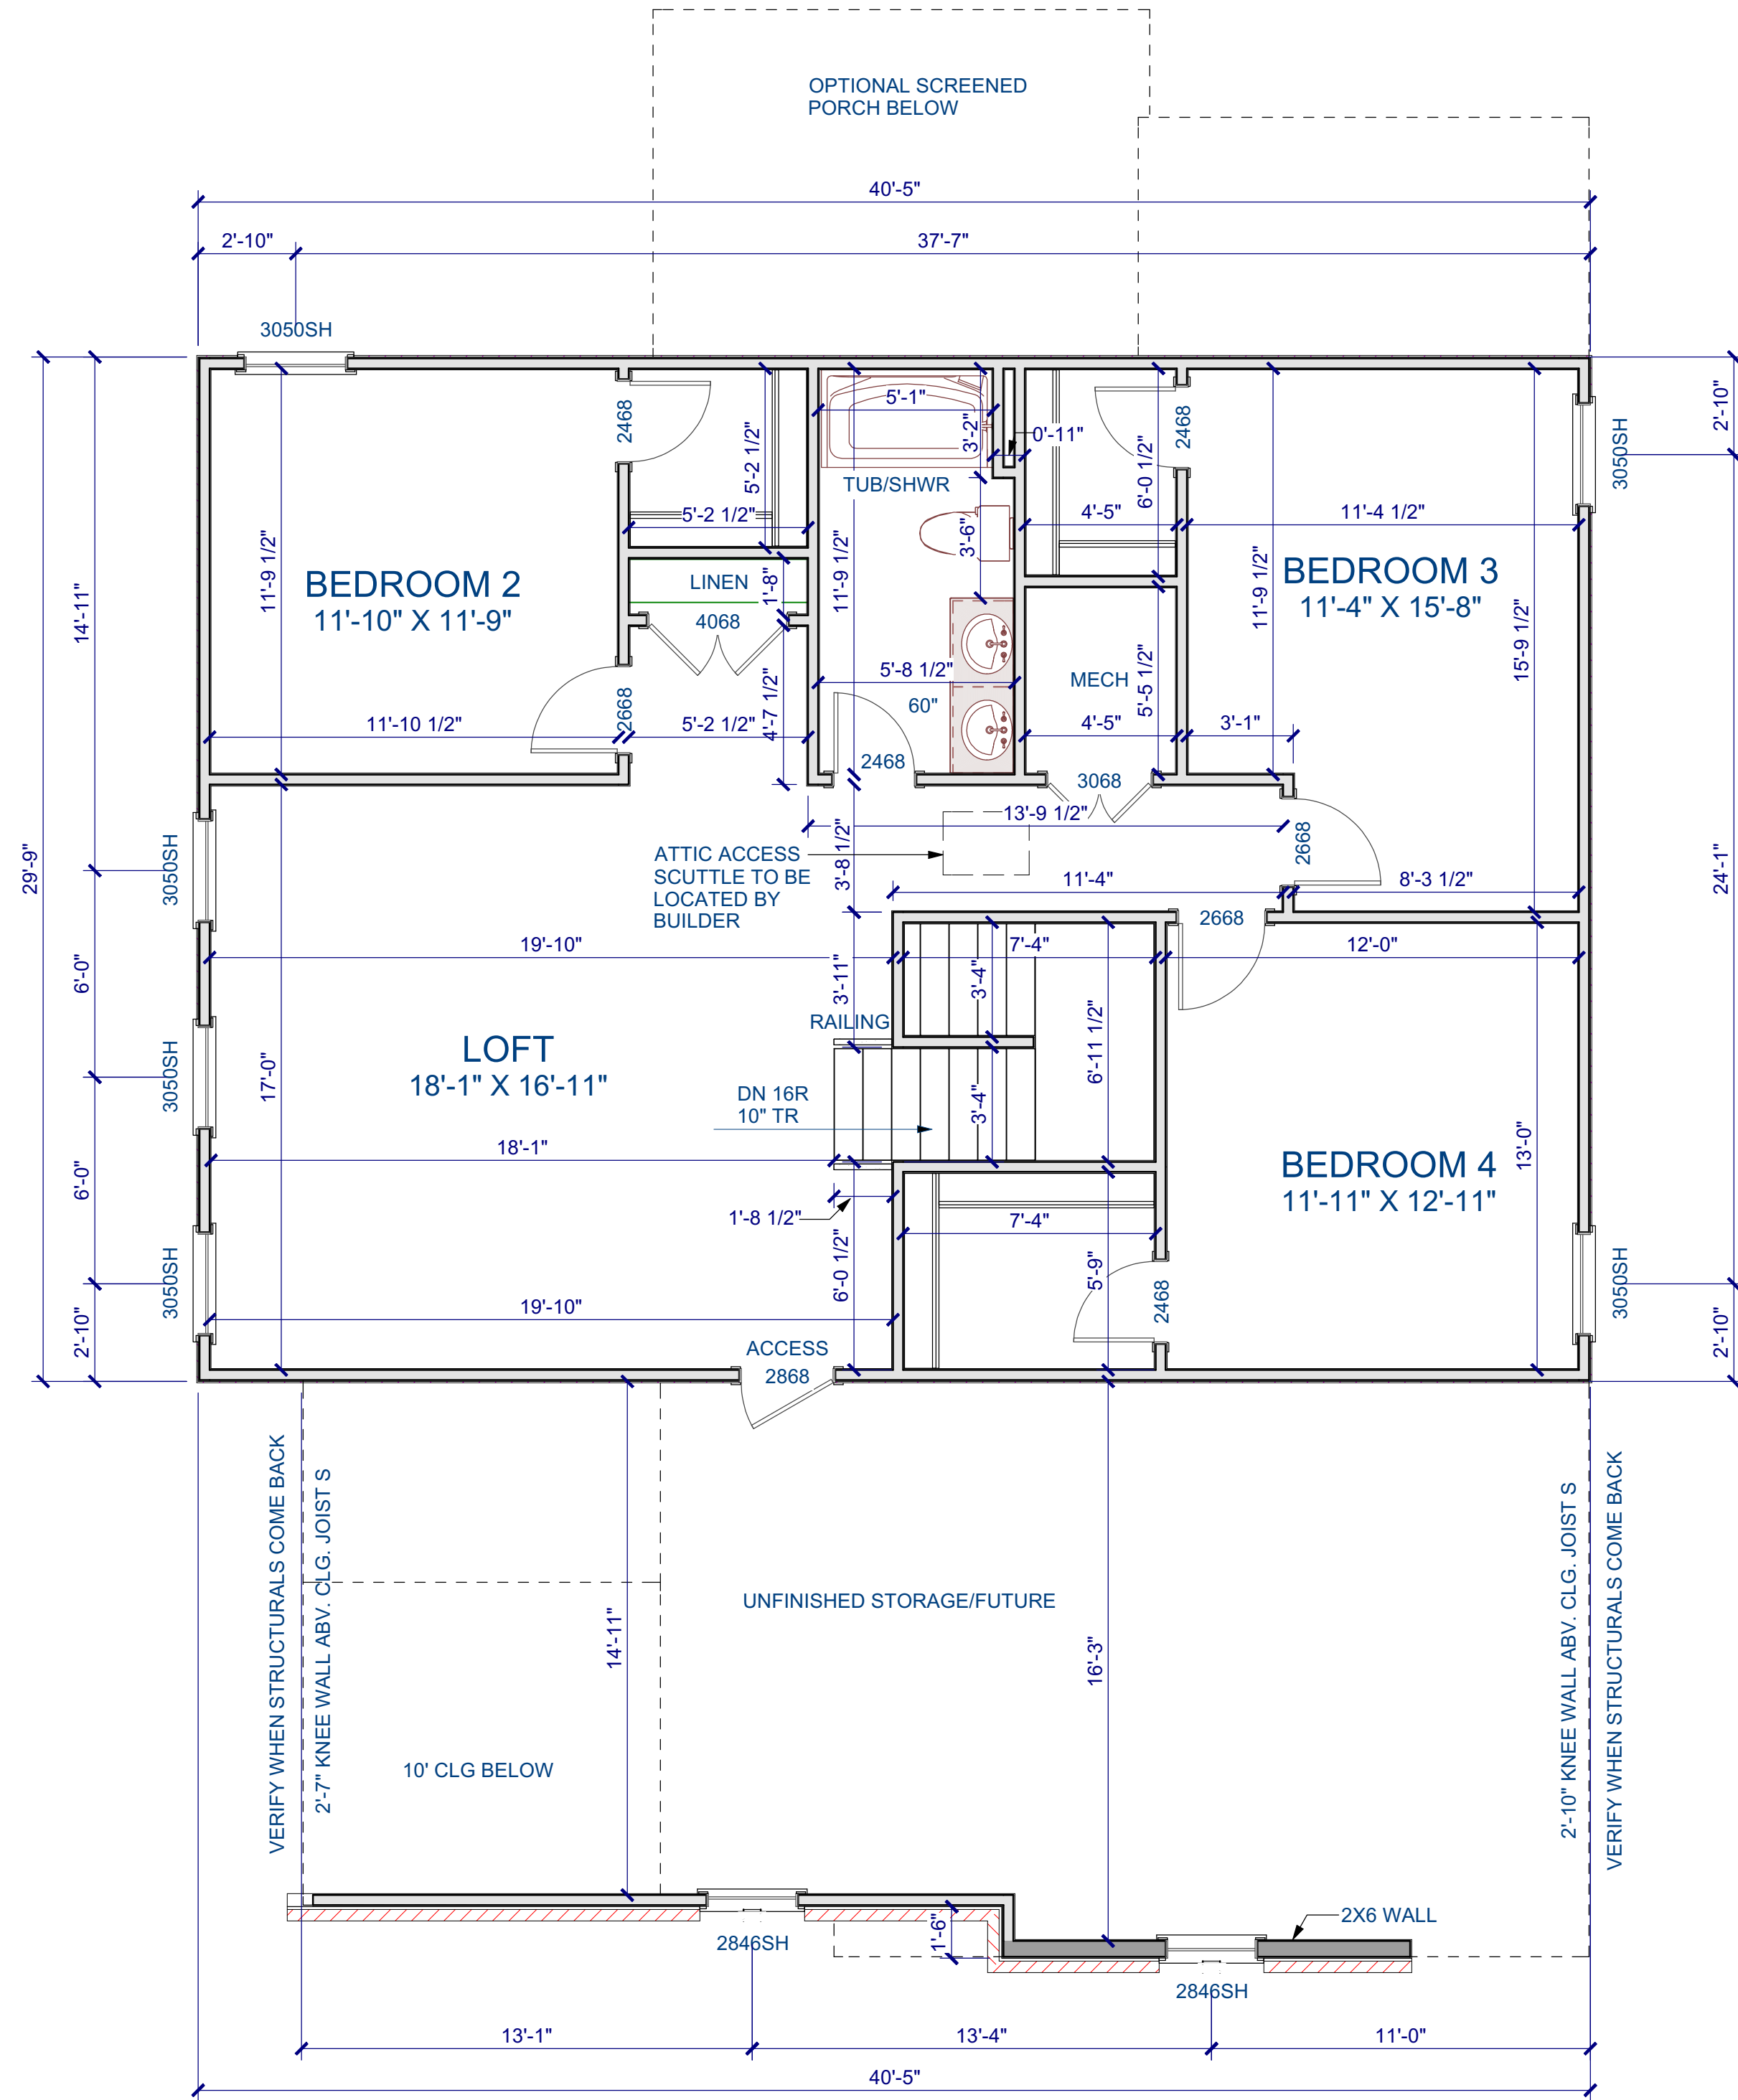 OPTIONAL SCREENED
PORCH BELOW
40'-5"
2'-10"
37'-7"
3050SH
5'-1"
3'-2"
0'-11"
2468
2468
5'-2 1/2"
6'-0 1/2"
2'-10"
3050SH
TUB/SHWR
5'-2 1/2"
4'-5"
11'-4 1/2"
3'-6"
11'-9 1/2"
11'-9 1/2"
11'-9 1/2"
BEDROOM 2
11'-10" X 11'-9"
LINEN
1'-8"
4068
BEDROOM 3
11'-4" X 15'-8"
14'-11"
15'-9 1/2"
5'-8 1/2"
MECH
5'-5 1/2"
60"
2668
11'-10 1/2"
5'-2 1/2"
4'-7 1/2"
4'-5"
3'-1"
2468
3068
13'-9 1/2"
29'-9"
3050SH
ATTIC ACCESS
SCUTTLE TO BE
LOCATED BY
BUILDER
3'-8 1/2"
2668
11'-4"
8'-3 1/2"
24'-1"
2668
19'-10"
7'-4"
12'-0"
6'-0"
3'-11"
3'-4"
RAILING
LOFT
18'-1" X 16'-11"
17'-0"
3050SH
6'-11 1/2"
DN 16R
10" TR
3'-4"
18'-1"
13'-0"
BEDROOM 4
11'-11" X 12'-11"
6'-0"
1'-8 1/2"
7'-4"
6'-0 1/2"
5'-9"
3050SH
2468
3050SH
19'-10"
2'-10"
2'-10"
ACCESS
2868
VERIFY WHEN STRUCTURALS COME BACK
2'-7" KNEE WALL ABV. CLG. JOIST S
2'-10" KNEE WALL ABV. CLG. JOIST S
VERIFY WHEN STRUCTURALS COME BACK
UNFINISHED STORAGE/FUTURE
14'-11"
16'-3"
10' CLG BELOW
2X6 WALL
1'-6"
2846SH
2846SH
13'-1"
13'-4"
11'-0"
40'-5"